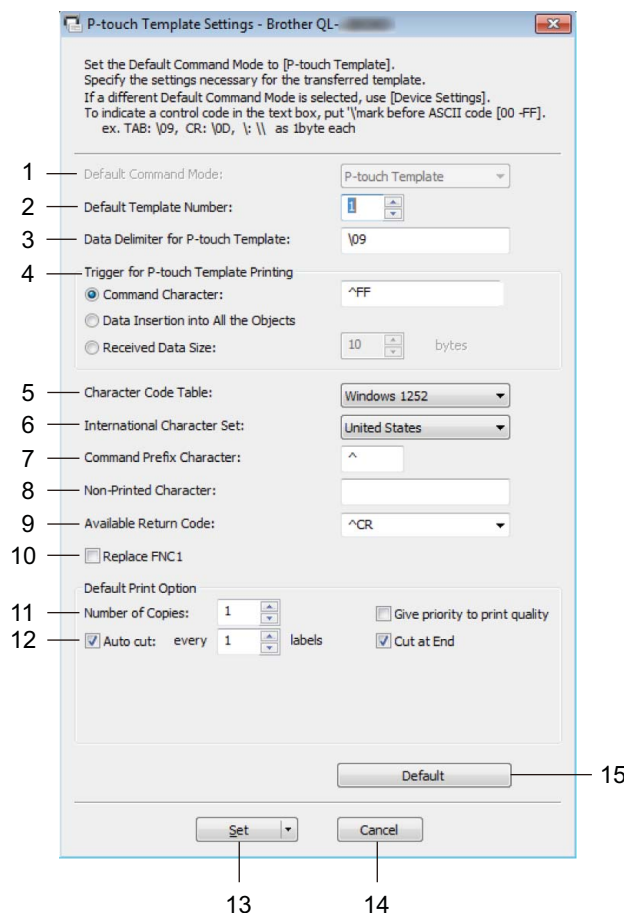 P-touch Template Settings - Brother QL-
Set the Default Command Mode to [P-touch Template].
Specify the settings necessary for the transferred template.
If a different Default Command Mode is selected, use [Device Settings].
To indicate a control code in the text box, put '\'mark before ASCII code [00 -FF].
ex. TAB: \09, CR: \0D, \: \\ as 1byte each
1 Default Command Mode: P-touch Template
2 Default Template Number: 1
3 Data Delimiter for P-touch Template: \09
4 Trigger for P-touch Template Printing
Command Character: ^FF
Data Insertion into All the Objects
Received Data Size: 10 bytes
5 Character Code Table: Windows 1252
6 International Character Set: United States
7 Command Prefix Character: ^
8 Non-Printed Character:
9 Available Return Code: ^CR
10 Replace FNC1
Default Print Option
11 Number of Copies: 1 Give priority to print quality
12 Auto cut: every 1 labels Cut at End
Default 15
Set Cancel
13 14